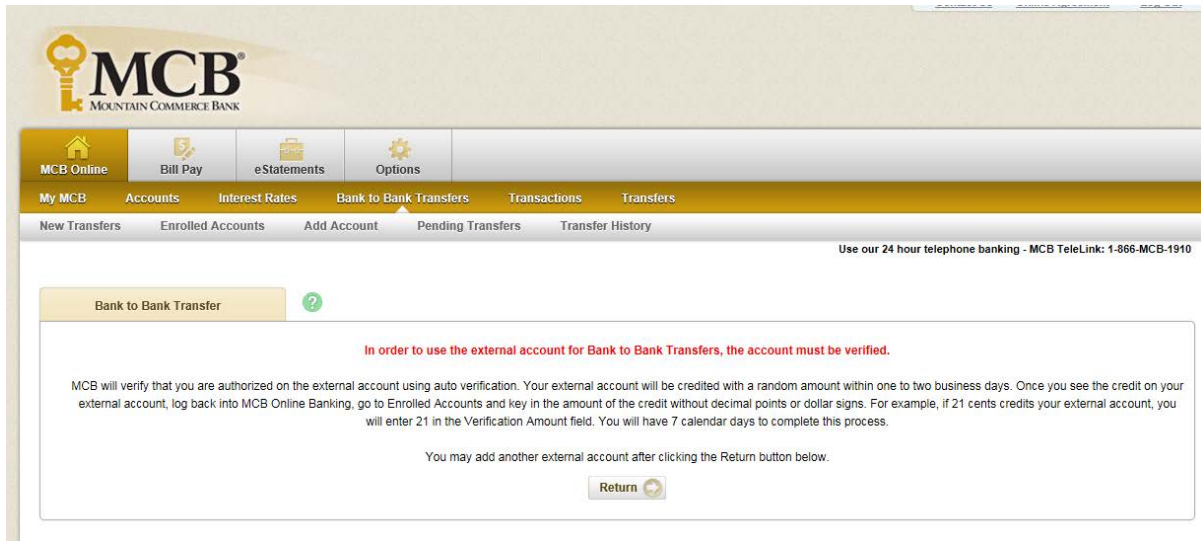 MCB®
MOUNTAIN COMMERCE BANK
MCB Online Bill Pay eStatements Options
My MCB Accounts Interest Rates Bank to Bank Transfers Transactions Transfers
New Transfers Enrolled Accounts Add Account Pending Transfers Transfer History
Use our 24 hour telephone banking - MCB TeleLink: 1-866-MCB-1910
Bank to Bank Transfer ?
In order to use the external account for Bank to Bank Transfers, the account must be verified.
MCB will verify that you are authorized on the external account using auto verification. Your external account will be credited with a random amount within one to two business days. Once you see the credit on your
external account, log back into MCB Online Banking, go to Enrolled Accounts and key in the amount of the credit without decimal points or dollar signs. For example, if 21 cents credits your external account, you
will enter 21 in the Verification Amount field. You will have 7 calendar days to complete this process.
You may add another external account after clicking the Return button below.
Return